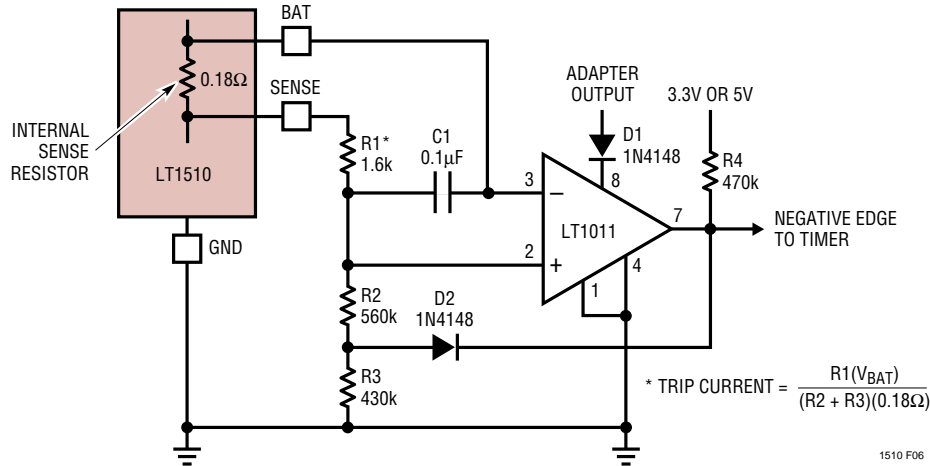 BAT
0.18Ω
SENSE
INTERNAL
SENSE
RESISTOR
LT1510
GND
R1*
1.6k
C1
0.1µF
ADAPTER
OUTPUT
3.3V OR 5V
D1
1N4148
R4
470k
3
8
–
LT1011
7
NEGATIVE EDGE
TO TIMER
2
+
4
1
R2
560k
D2
1N4148
R3
430k
* TRIP CURRENT = R1(VBAT)
(R2 + R3)(0.18Ω)
1510 F06